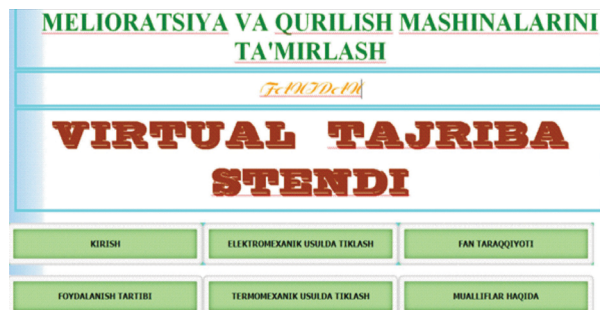 MELIORATSIYA VA QURILISH MASHINALARINI
TA'MIRLASH
FANIDAN
VIRTUAL TAJRIBA
STENDI
KIRISH
ELEKTROMEXANIK USULDA TIKLASH
FAN TARAQQIYOTI
FOYDALANISH TARTIBI
TERMOMEXANIK USULDA TIKLASH
MUALLIFLAR HAQIDA